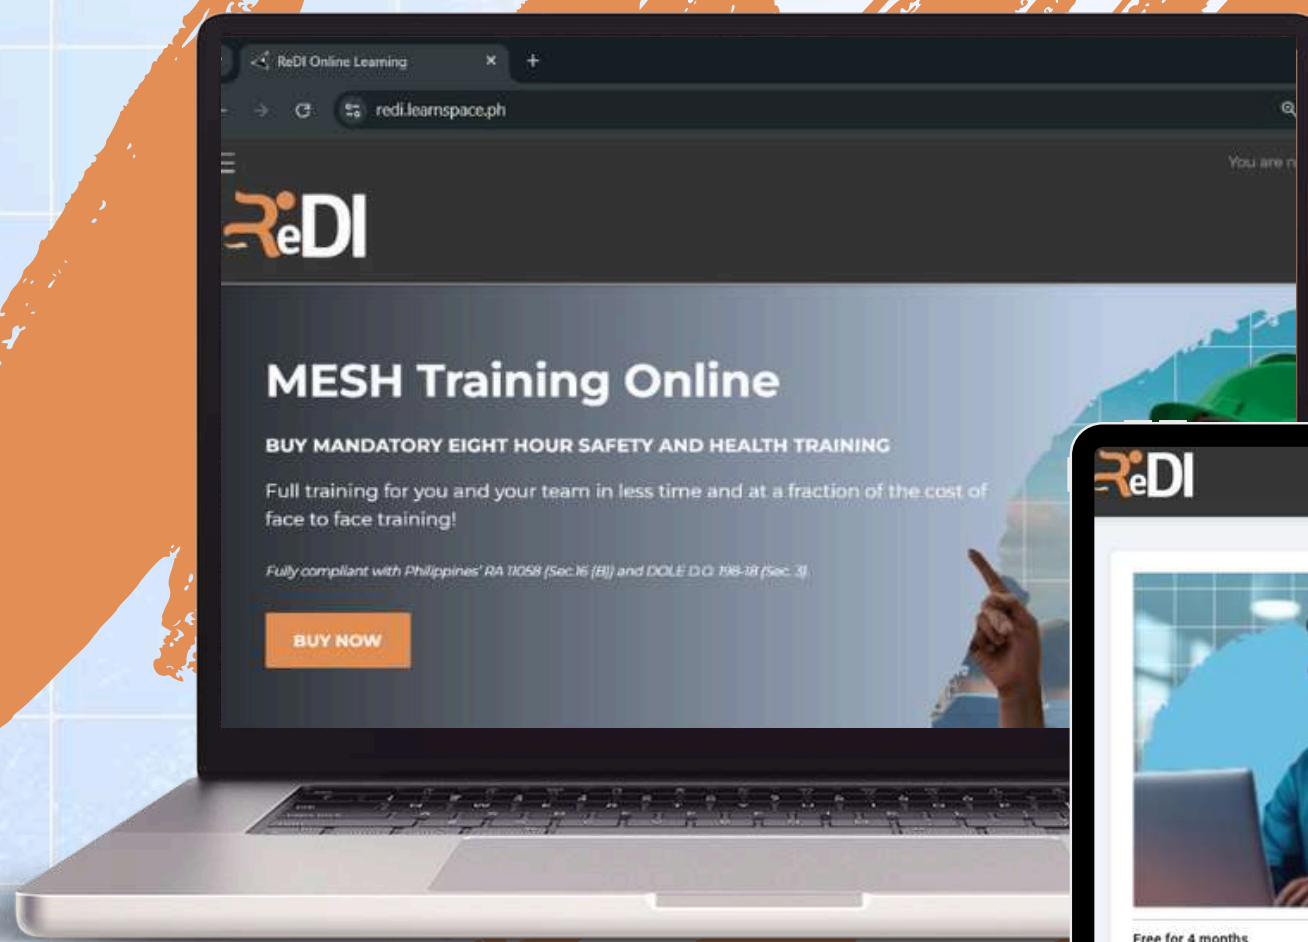 ReDI Online Learning
redi.learnspace.ph
You are n
ReDI
MESH Training Online
BUY MANDATORY EIGHT HOUR SAFETY AND HEALTH TRAINING
Full training for you and your team in less time and at a fraction of the cost of
face to face training!
Fully compliant with Philippines' RA 11058 (Sec.16 (B)) and DOLE D.O. 198-18 (Sec. 3).
BUY NOW
ReDI
Free for 4 months